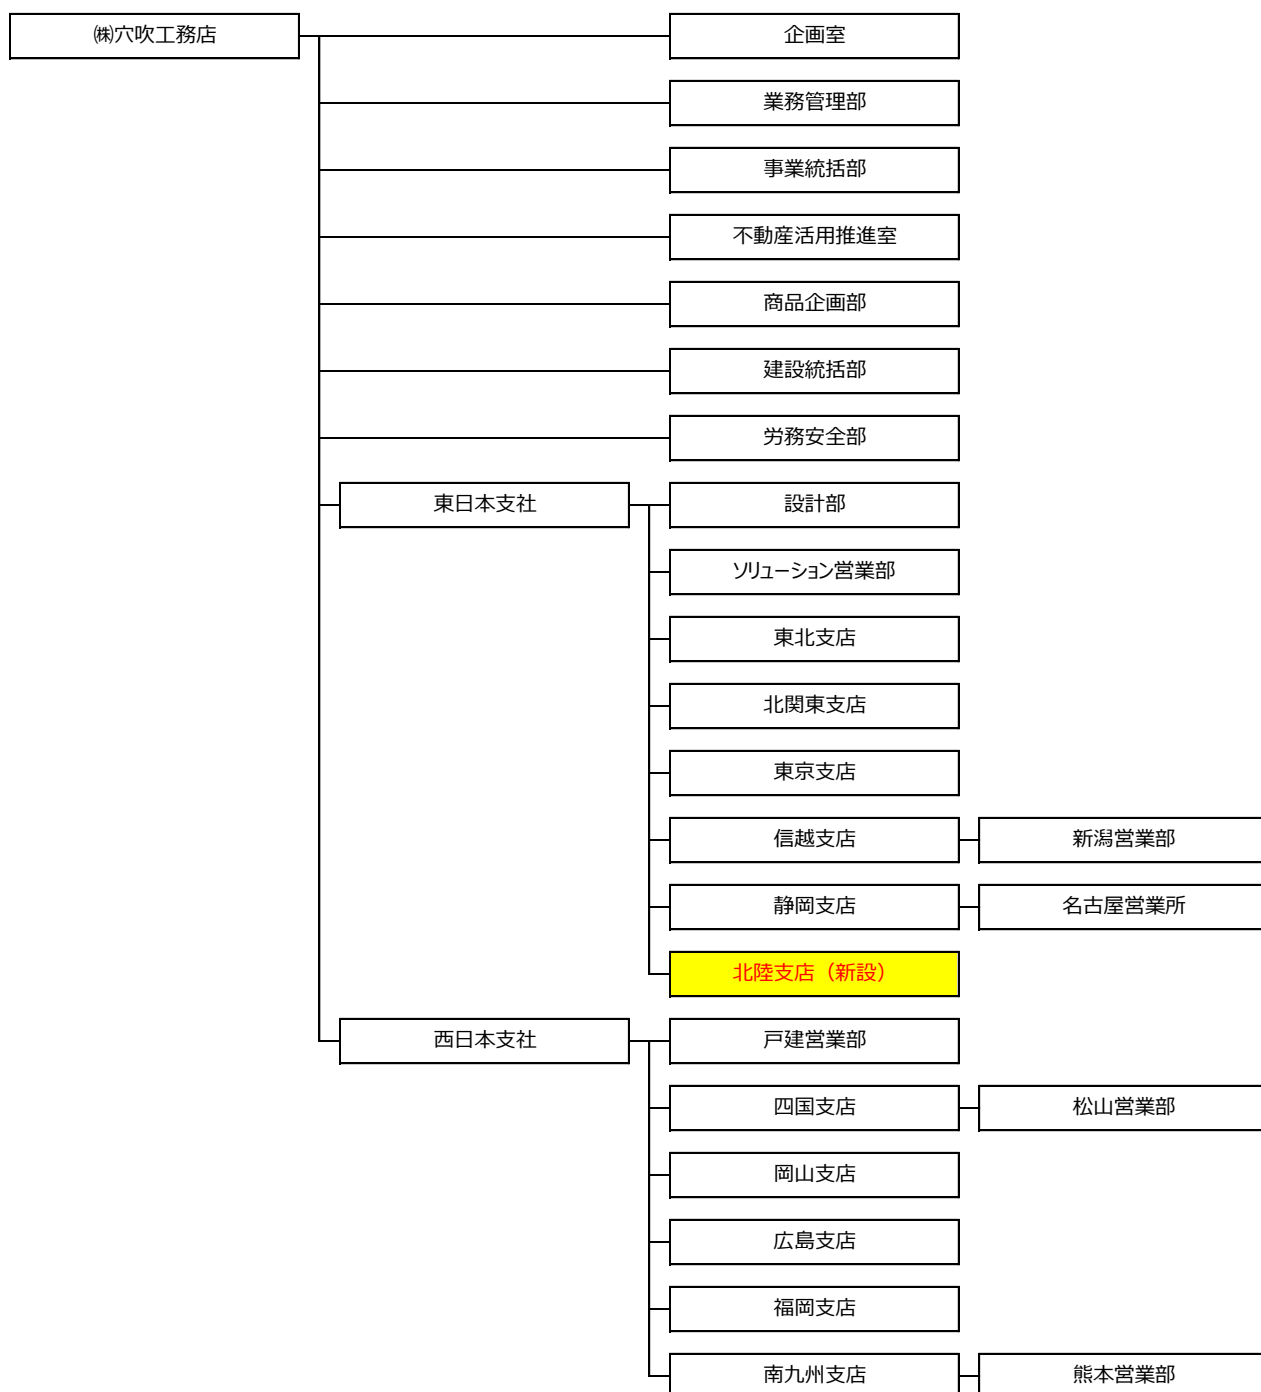 ㈱穴吹工務店
企画室
業務管理部
事業統括部
不動産活用推進室
商品企画部
建設統括部
労務安全部
東日本支社
設計部
ソリューション営業部
東北支店
北関東支店
東京支店
信越支店
新潟営業部
静岡支店
名古屋営業所
北陸支店（新設）
西日本支社
戸建営業部
四国支店
松山営業部
岡山支店
広島支店
福岡支店
南九州支店
熊本営業部